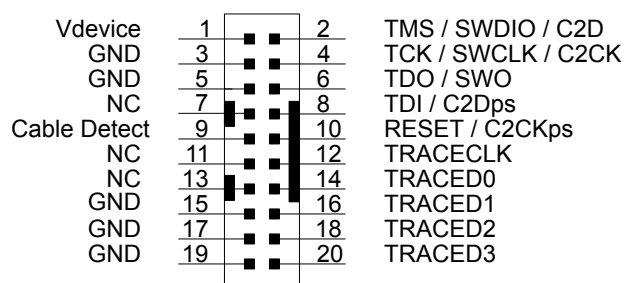 Vdevice 1 2 TMS / SWDIO / C2D
GND 3 4 TCK / SWCLK / C2CK
GND 5 6 TDO / SWO
NC 7 8 TDI / C2Dps
Cable Detect 9 10 RESET / C2CKps
NC 11 12 TRACECLK
NC 13 14 TRACED0
GND 15 16 TRACED1
GND 17 18 TRACED2
GND 19 20 TRACED3